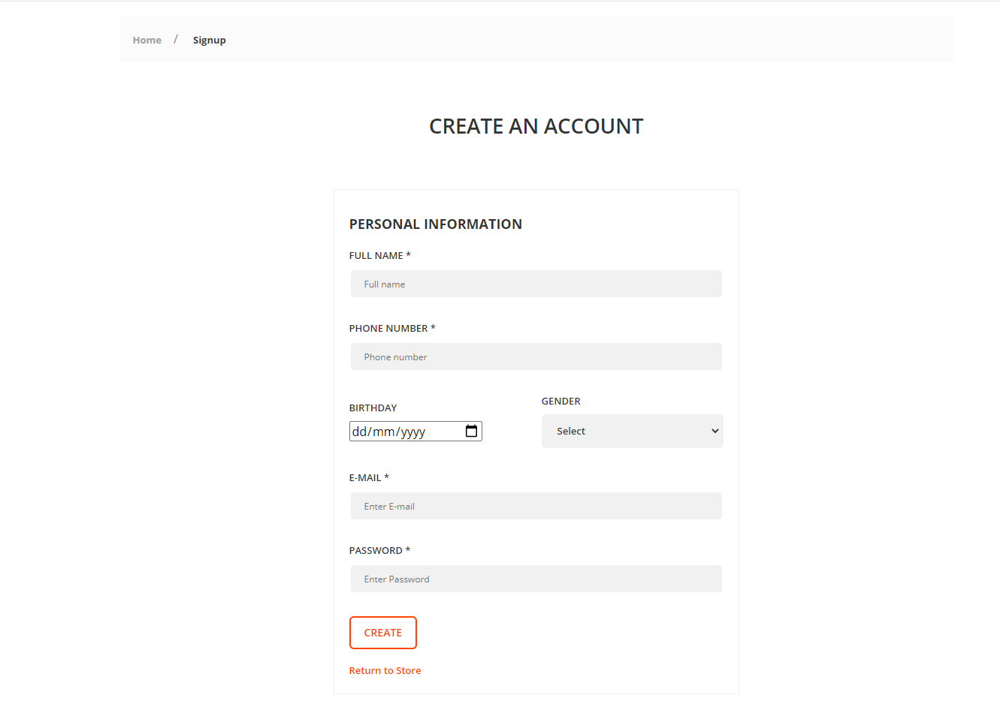 Home / Signup
CREATE AN ACCOUNT
PERSONAL INFORMATION
FULL NAME *
Full name
PHONE NUMBER *
Phone number
BIRTHDAY
dd/mm/yyyy
GENDER
Select
E-MAIL *
Enter E-mail
PASSWORD *
Enter Password
CREATE
Return to Store